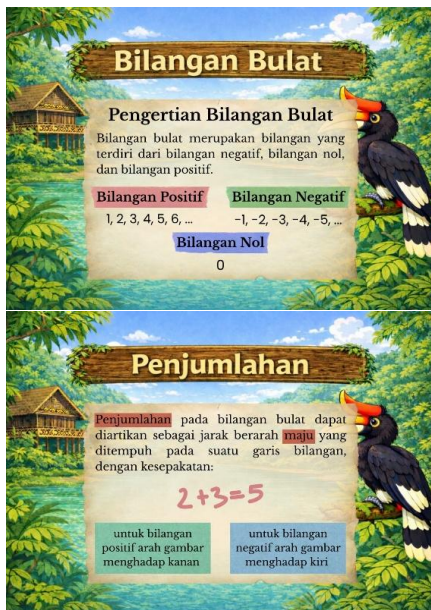 Bilangan Bulat
Pengertian Bilangan Bulat
Bilangan bulat merupakan bilangan yang
terdiri dari bilangan negatif, bilangan nol,
dan bilangan positif.
Bilangan Positif
1, 2, 3, 4, 5, 6, ...
Bilangan Negatif
-1, -2, -3, -4, -5, ...
Bilangan Nol
0
Penjumlahan
Penjumlahan pada bilangan bulat dapat
diartikan sebagai jarak berarah maju yang
ditempuh pada suatu garis bilangan,
dengan kesepakatan:
2+3=5
untuk bilangan
positif arah gambar
menghadap kanan
untuk bilangan
negatif arah gambar
menghadap kiri